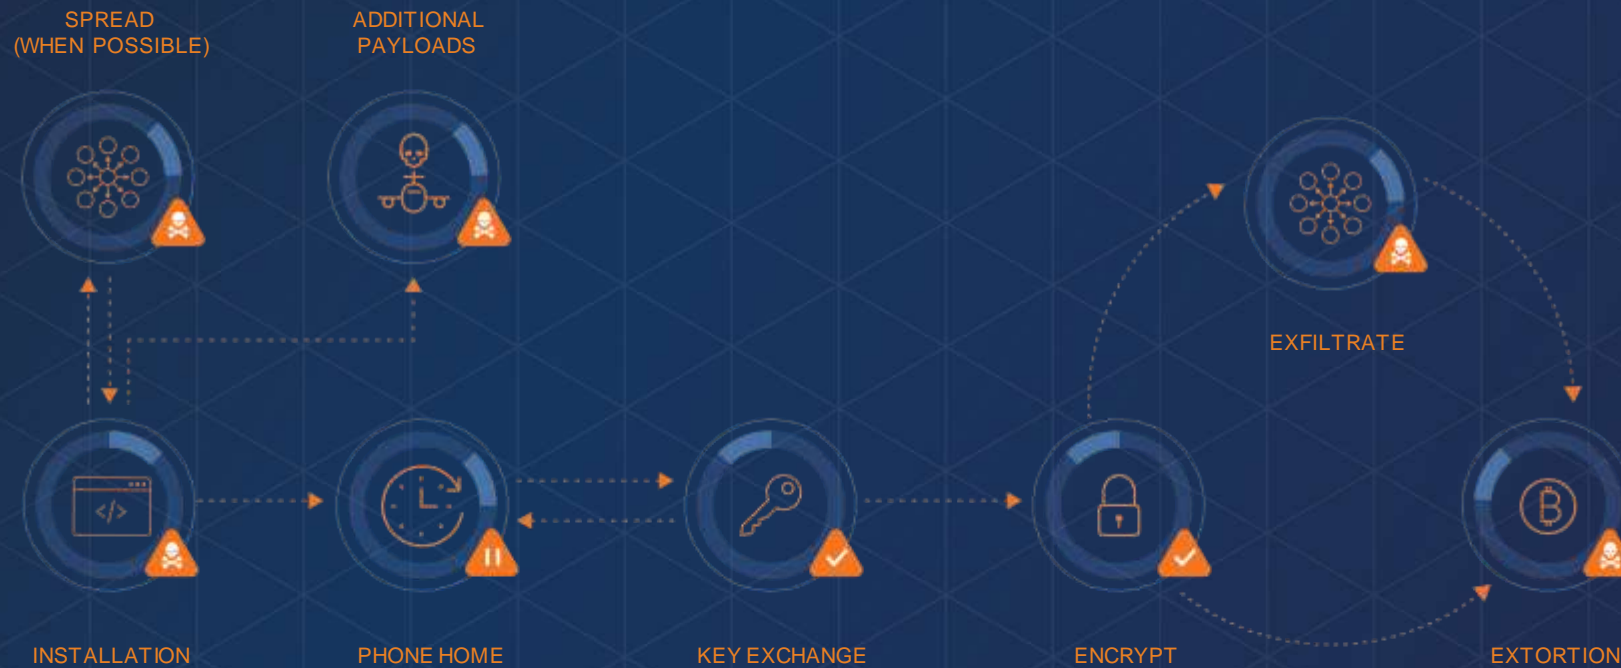 SPREAD
(WHEN POSSIBLE)
ADDITIONAL
PAYLOADS
EXFILTRATE
INSTALLATION
PHONE HOME
KEY EXCHANGE
ENCRYPT
EXTORTION